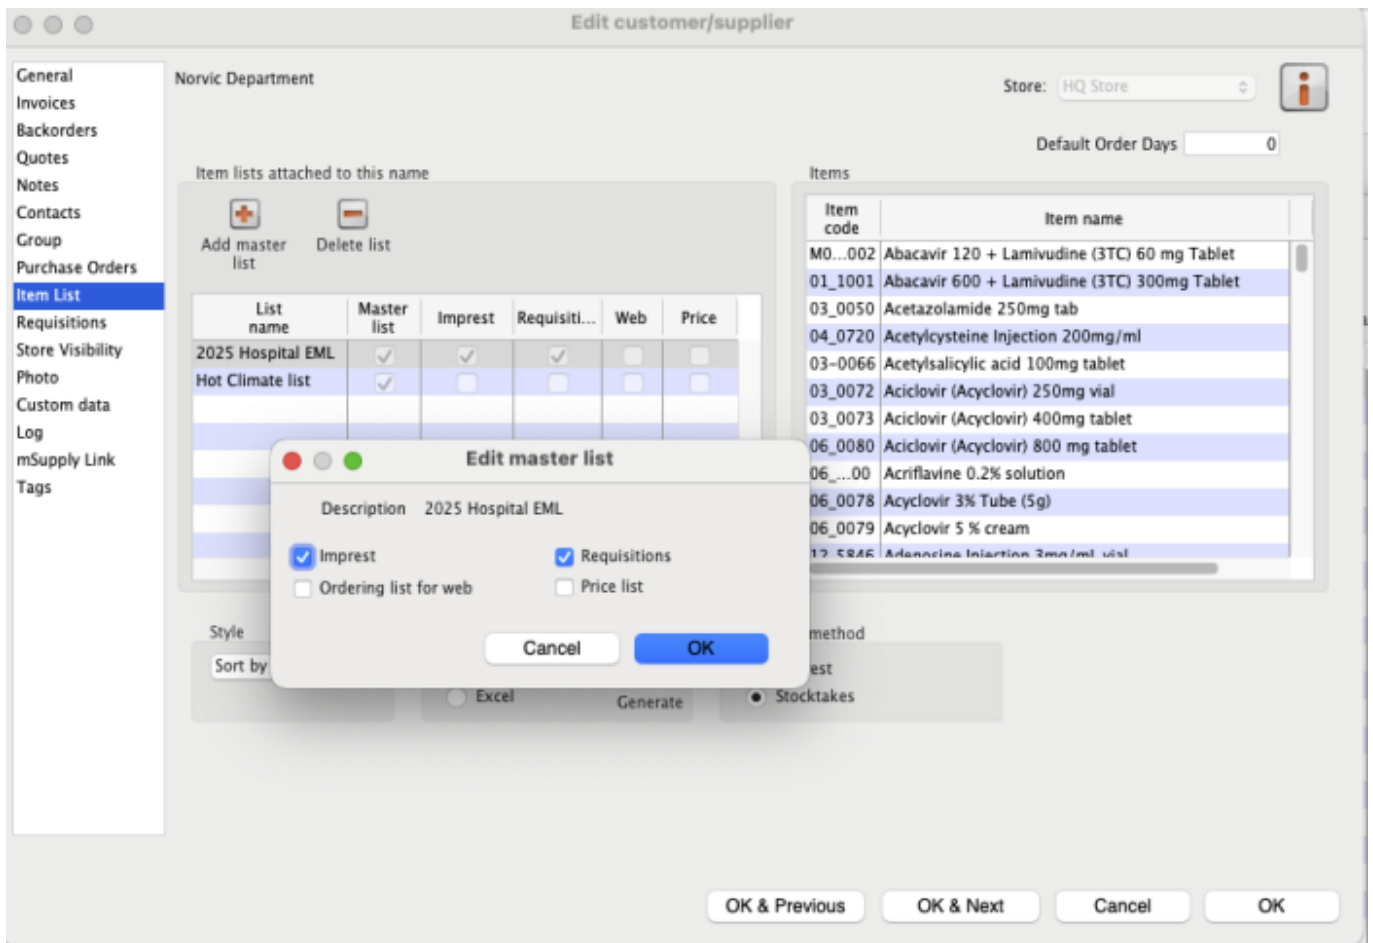 Edit customer/supplier
General
Invoices
Backorders
Quotes
Notes
Contacts
Group
Purchase Orders
Item List
Requisitions
Store Visibility
Photo
Custom data
Log
mSupply Link
Tags
Norvic Department
Store: HQ Store
Default Order Days 0
Item lists attached to this name
Add master list
Delete list
List name Master list Imprest Requisiti... Web Price
2025 Hospital EML
Hot Climate list
Items
Item code Item name
M0...002 Abacavir 120 + Lamivudine (3TC) 60 mg Tablet
01_1001 Abacavir 600 + Lamivudine (3TC) 300mg Tablet
03_0050 Acetazolamide 250mg tab
04_0720 Acetylcysteine Injection 200mg/ml
03-0066 Acetylsalicylic acid 100mg tablet
03_0072 Aciclovir (Acyclovir) 250mg vial
03_0073 Aciclovir (Acyclovir) 400mg tablet
06_0080 Aciclovir (Acyclovir) 800 mg tablet
06_...00 Acriflavine 0.2% solution
06_0078 Acyclovir 3% Tube (5g)
06_0079 Acyclovir 5 % cream
12_5846 Adenosine Injection 3mg/mL vial
Edit master list
Description 2025 Hospital EML
Imprest Requisitions
Ordering list for web Price list
Cancel OK
Style
Sort by
Excel
Generate
method
est
Stocktakes
OK & Previous OK & Next Cancel OK